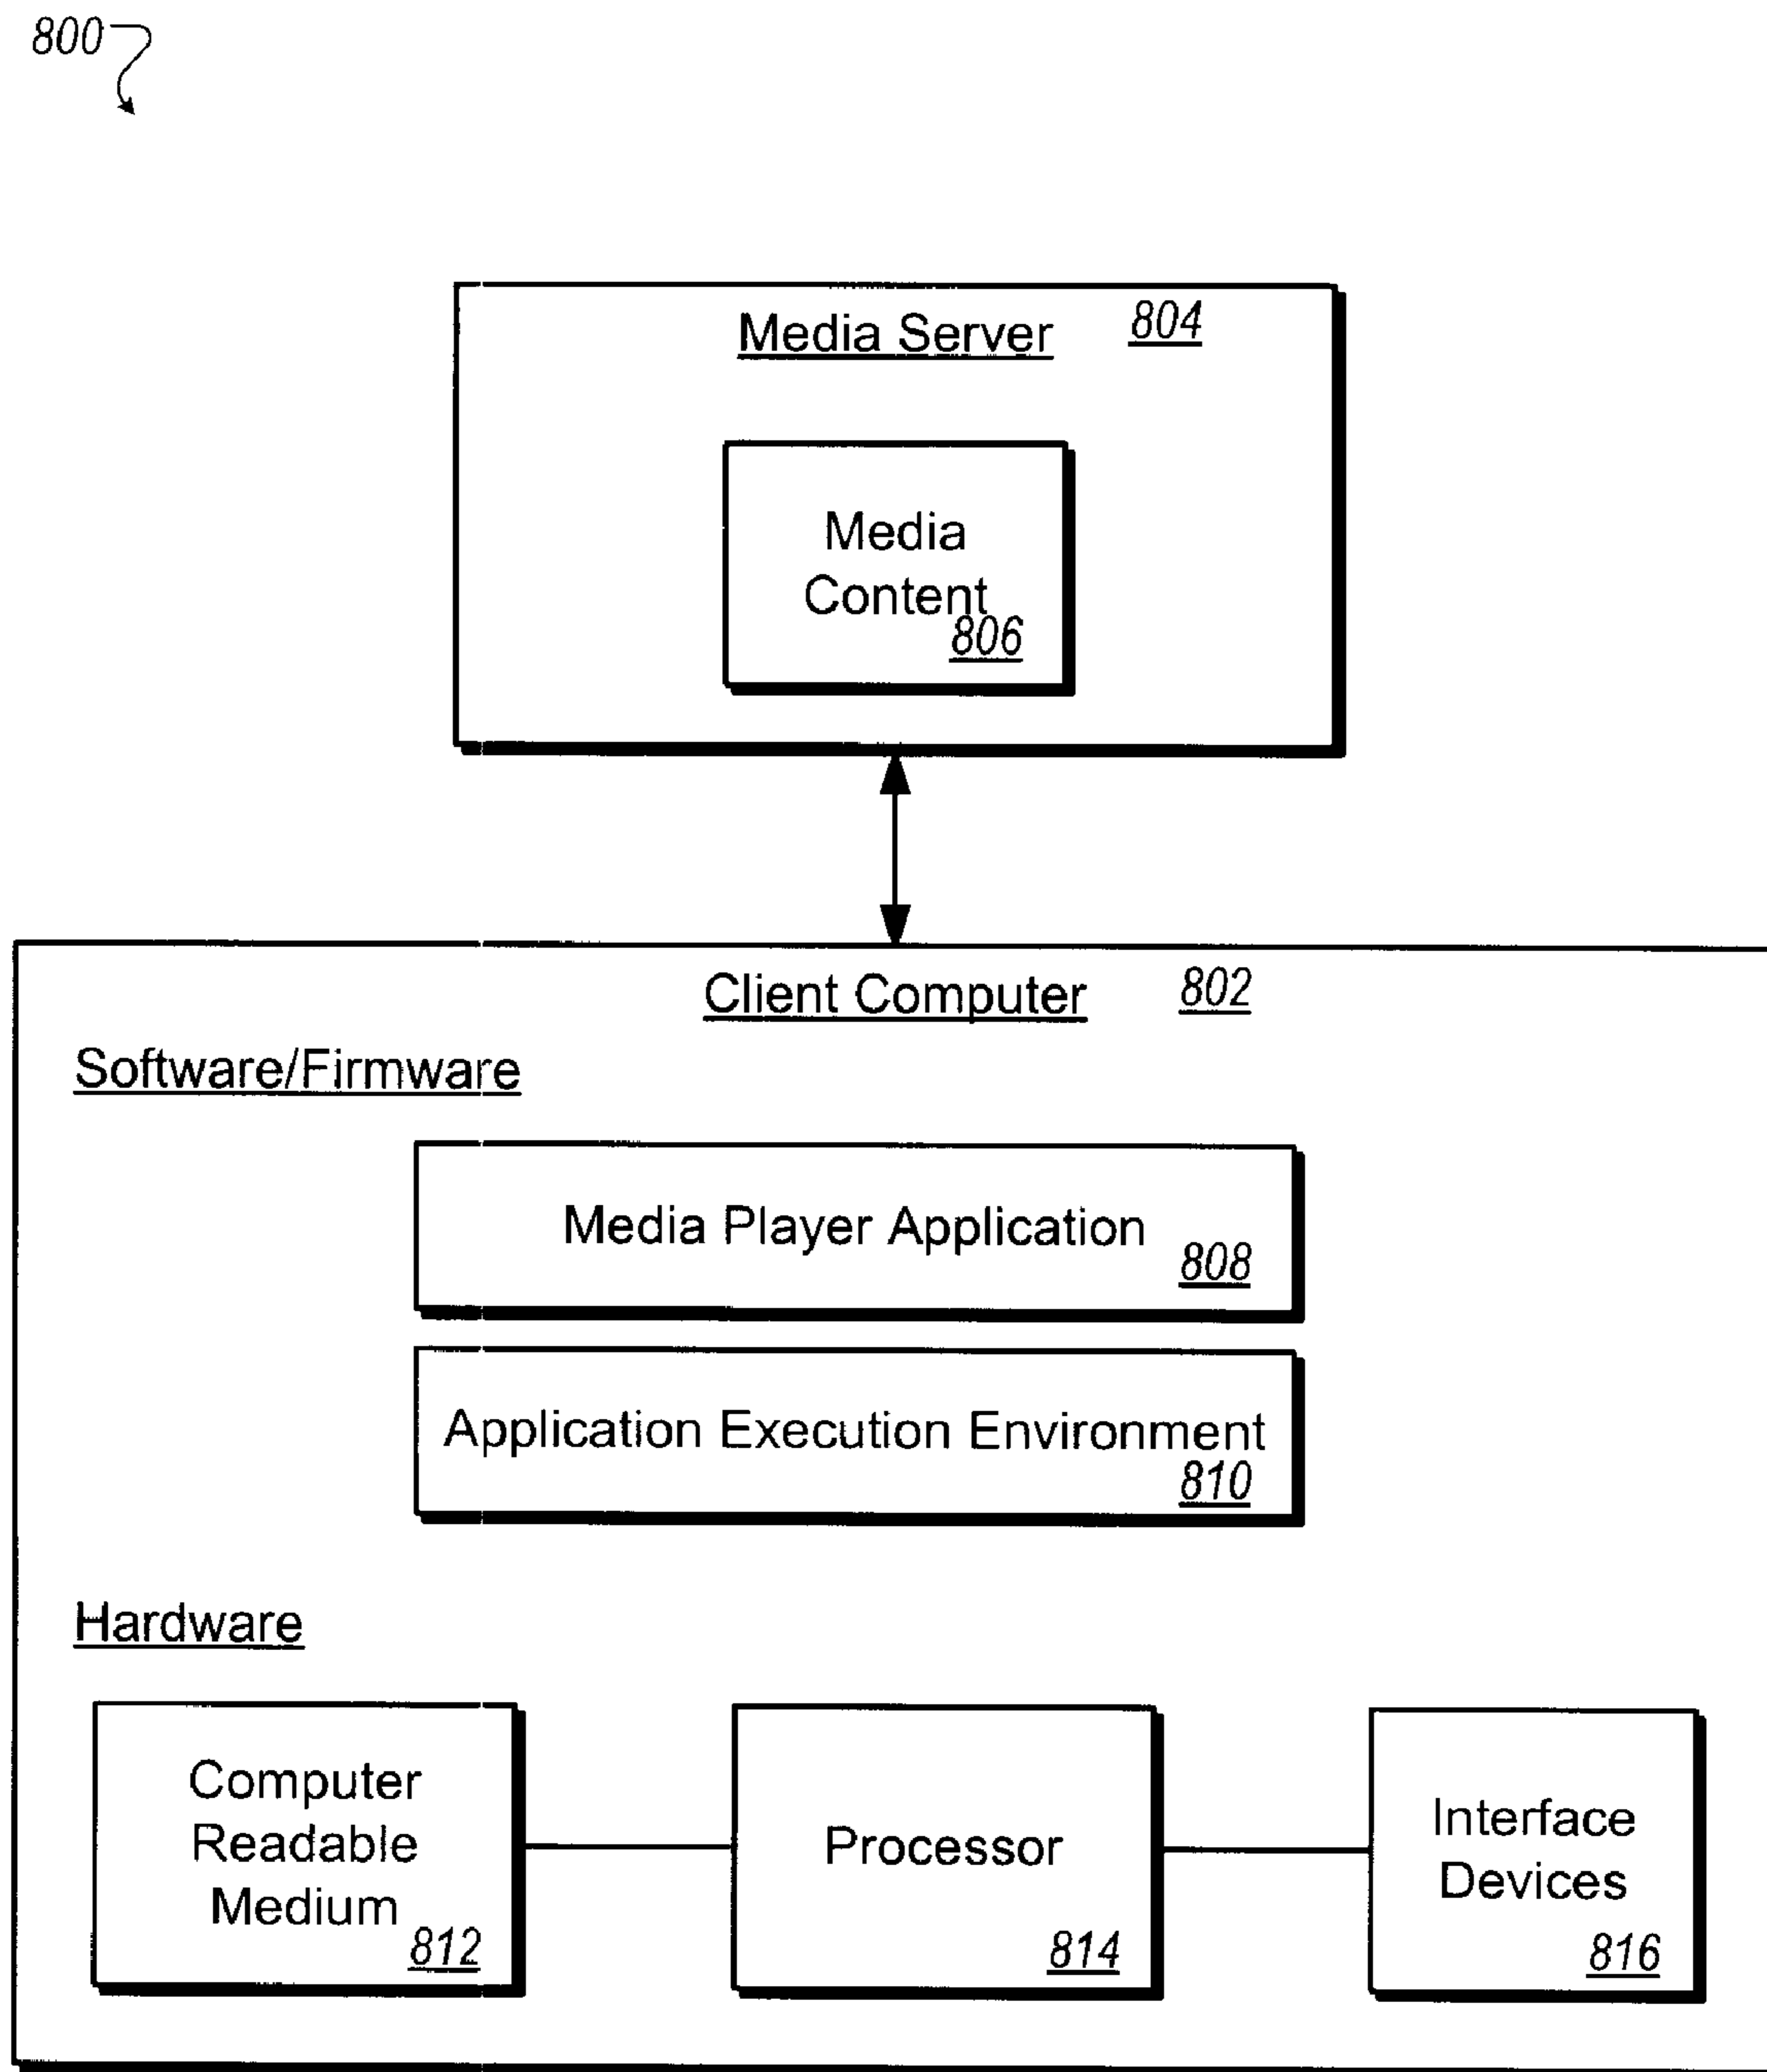 800
Media Server 804
Media
Content
806
Client Computer 802
Software/Firmware
Media Player Application
808
Application Execution Environment
810
Hardware
Computer
Readable
Medium
812
Processor
814
Interface
Devices
816